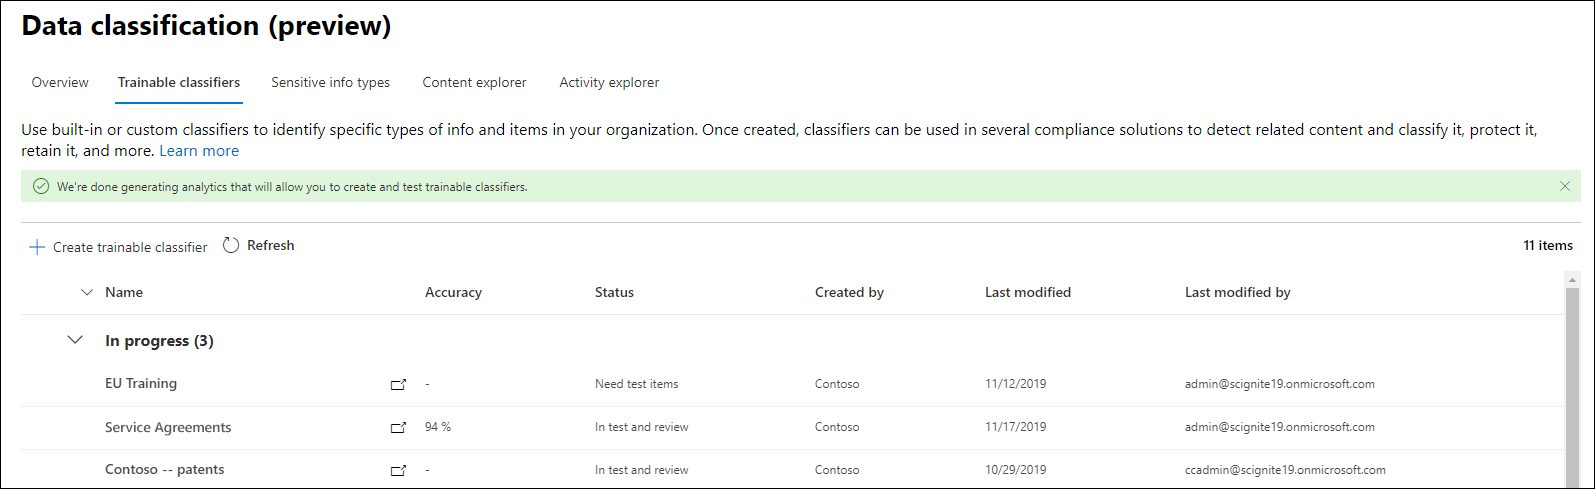 Data classification (preview)
Overview Trainable classifiers Sensitive info types Content explorer Activity explorer
Use built-in or custom classifiers to identify specific types of info and items in your organization. Once created, classifiers can be used in several compliance solutions to detect related content and classify it, protect it,
retain it, and more. Learn more
We're done generating analytics that will allow you to create and test trainable classifiers.
Create trainable classifier Refresh 11 items
Name Accuracy Status Created by Last modified Last modified by
In progress (3)
EU Training - Need test items Contoso 11/12/2019 admin@scignite19.onmicrosoft.com
Service Agreements 94 % In test and review Contoso 11/17/2019 admin@scignite19.onmicrosoft.com
Contoso -- patents - In test and review Contoso 10/29/2019 ccadmin@scignite19.onmicrosoft.com